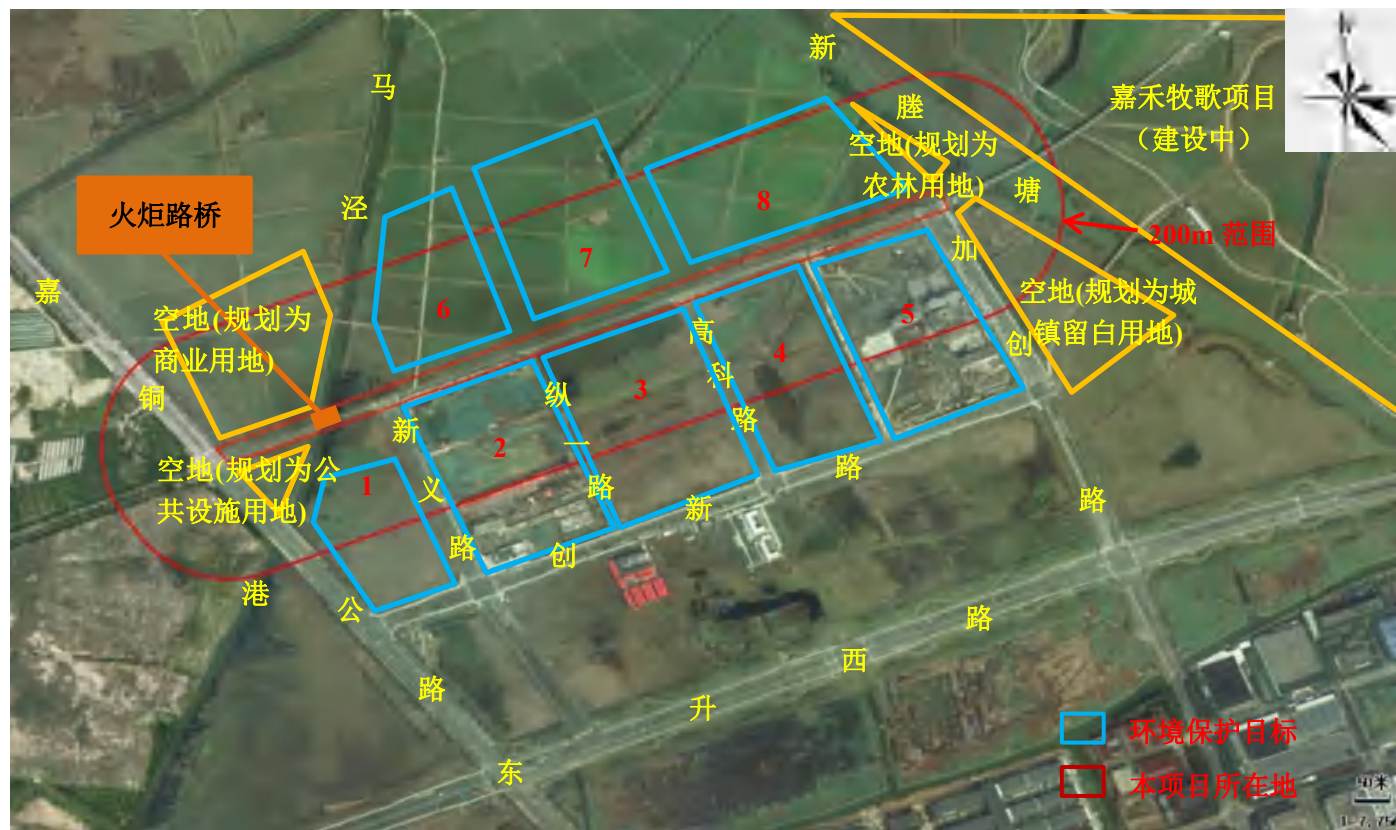 新
马
塍
嘉禾牧歌项目
（建设中）
空地(规划为
农林用地)
塘
泾
火炬路桥
8
200m 范围
加
7
嘉
空地(规划为城
镇留白用地)
创
路
空地(规划为
商业用地)
6
5
高
科
路
4
铜
纵
一
路
3
新
义
路
2
空地(规划为公
共设施用地)
1
创
新
路
港
公
路
东
升
西
路
环境保护目标
本项目所在地